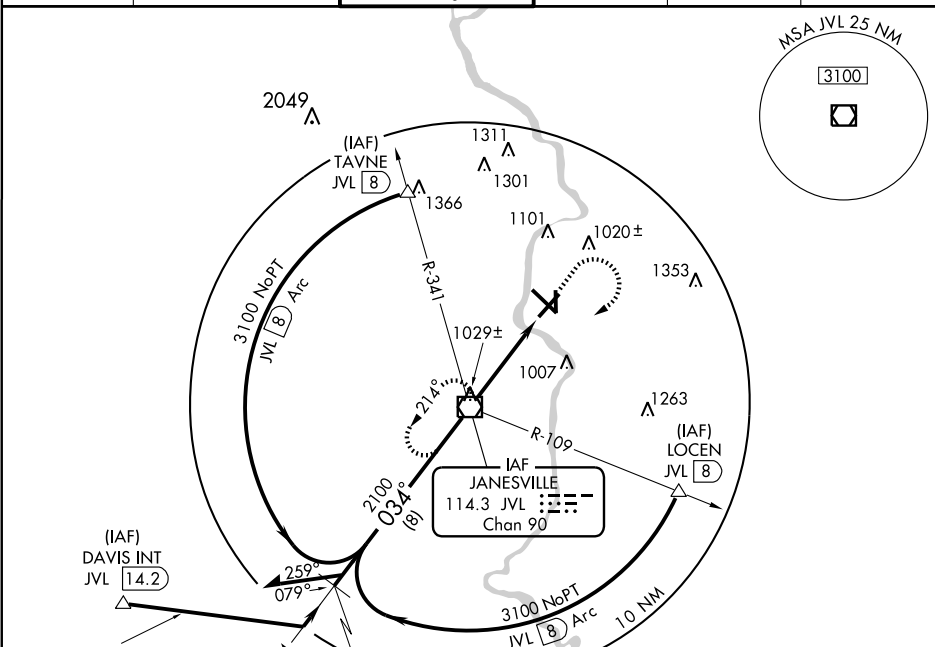 MSA JVL 25 NM
3100
2049
(IAF)
TAVNE
JVL 8
1311
1301
1366
1101
1020±
1353
R-341
3100 NoPT
JVL 8 Arc
1029±
1007
214°
1263
R-109
(IAF)
LOCEN
JVL 8
IAF
JANESVILLE
114.3 JVL
Chan 90
2100
034°
(8)
(IAF)
DAVIS INT
JVL 14.2
259°
079°
3100 NoPT
JVL 8 Arc
10 NM